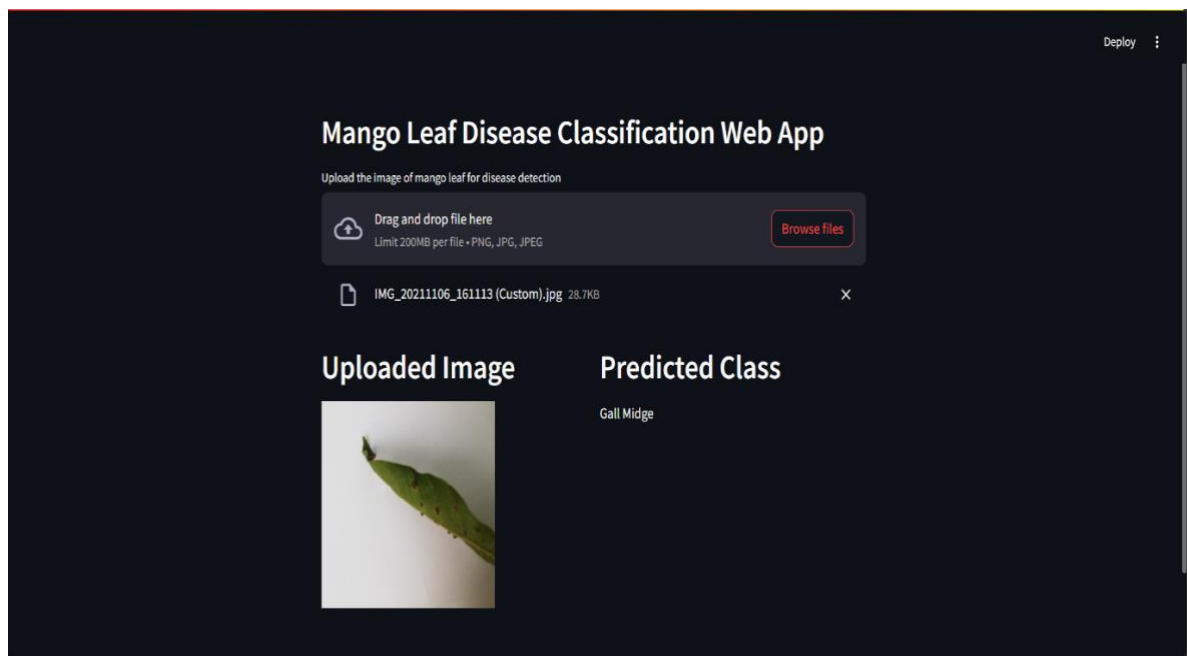 Deploy
Mango Leaf Disease Classification Web App
Upload the image of mango leaf for disease detection
Drag and drop file here
Limit 200MB per file • PNG, JPG, JPEG
Browse files
IMG_20211106_161113 (Custom).jpg 28.7KB
Uploaded Image
Predicted Class
Gall Midge